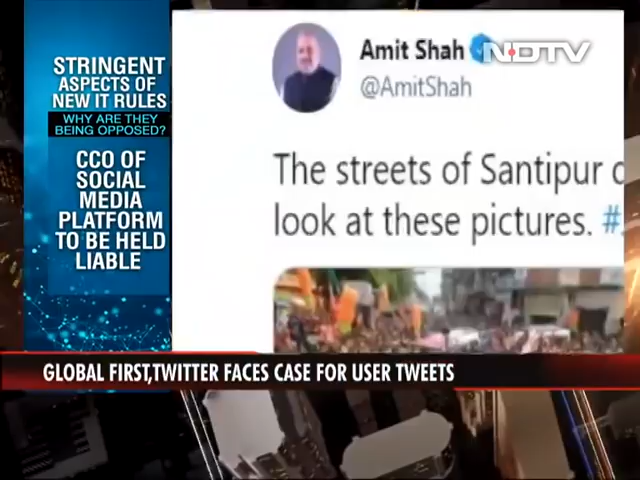 STRINGENT
ASPECTS OF
NEW IT RULES
WHY ARE THEY
BEING OPPOSED?
CCO OF
SOCIAL
MEDIA
PLATFORM
TO BE HELD
LIABLE
Amit Shah
NDTV
@AmitShah
The streets of Santipur
look at these pictures. #
GLOBAL FIRST,TWITTER FACES CASE FOR USER TWEETS